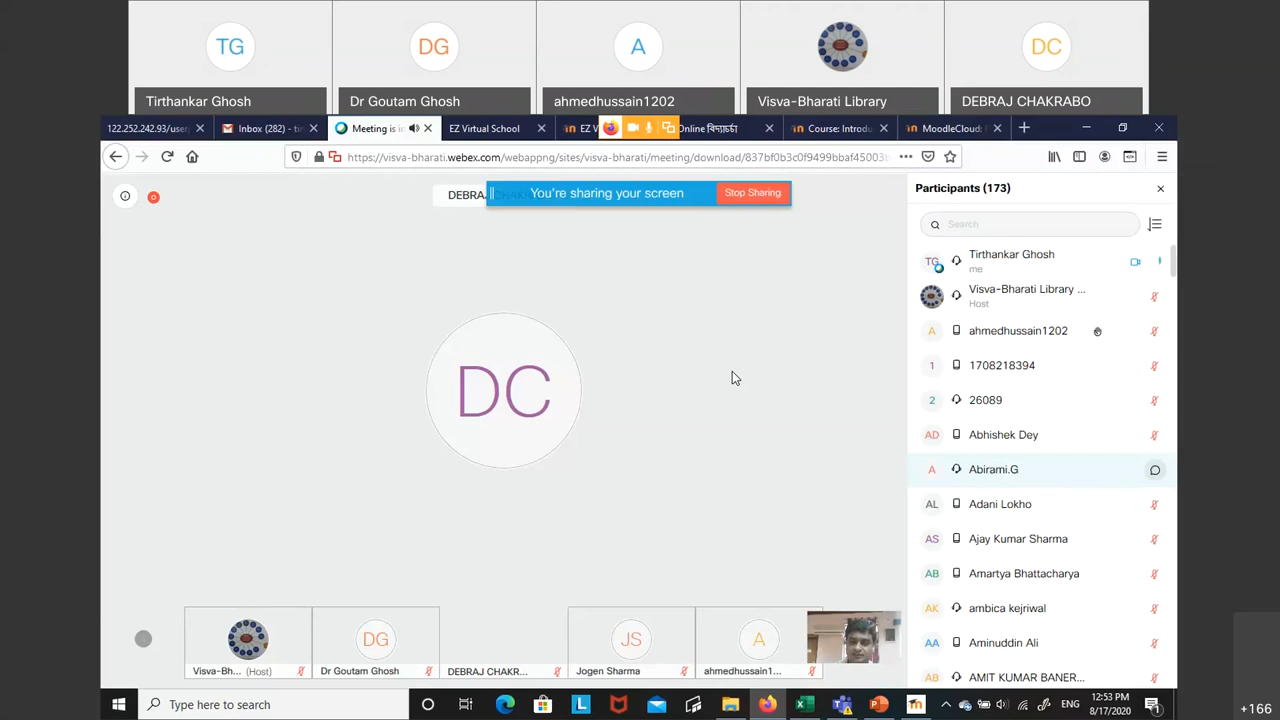 TG
DG
A
DC
Tirthankar Ghosh
Dr Goutam Ghosh
ahmedhussain1202
Visva-Bharati Library
DEBRAJ CHAKRABO
122.252.242.93/user
Inbox (282) - ti
Meeting is in
EZ Virtual School
EZ V
Online বিদ্যাচর্চা
Course: Introdu
MoodleCloud:
https://visva-bharati.webex.com/webappng/sites/visva-bharati/meeting/download/837bf0b3c0f9499bbaf45003
DEBRAJ
You're sharing your screen
Stop Sharing
Participants (173)
Search
TG
Tirthankar Ghosh
me
Visva-Bharati Library ...
Host
A
ahmedhussain1202
1
1708218394
2
26089
AD
Abhishek Dey
A
Abirami.G
AL
Adani Lokho
AS
Ajay Kumar Sharma
AB
Amartya Bhattacharya
AK
ambica kejriwal
AA
Aminuddin Ali
AB
AMIT KUMAR BANER...
DC
DG
JS
A
Visva-Bh... (Host)
Dr Goutam Ghosh
DEBRAJ CHAKR...
Jogen Sharma
ahmedhussain1...
Type here to search
L
ENG
12:53 PM
8/17/2020
+166